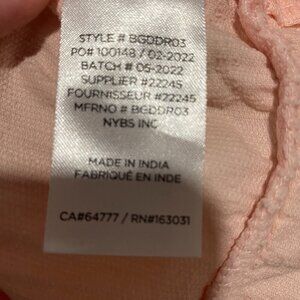 STYLE # BGDDR03
PO# 100148 / 02-2022
BATCH # 05-2022
SUPPLIER #22245
FOURNISSEUR #22245
MFRNO # BGDDR03
NYBS INC
MADE IN INDIA
FABRIQUÉ EN INDE
CA#64777 / RN#163031